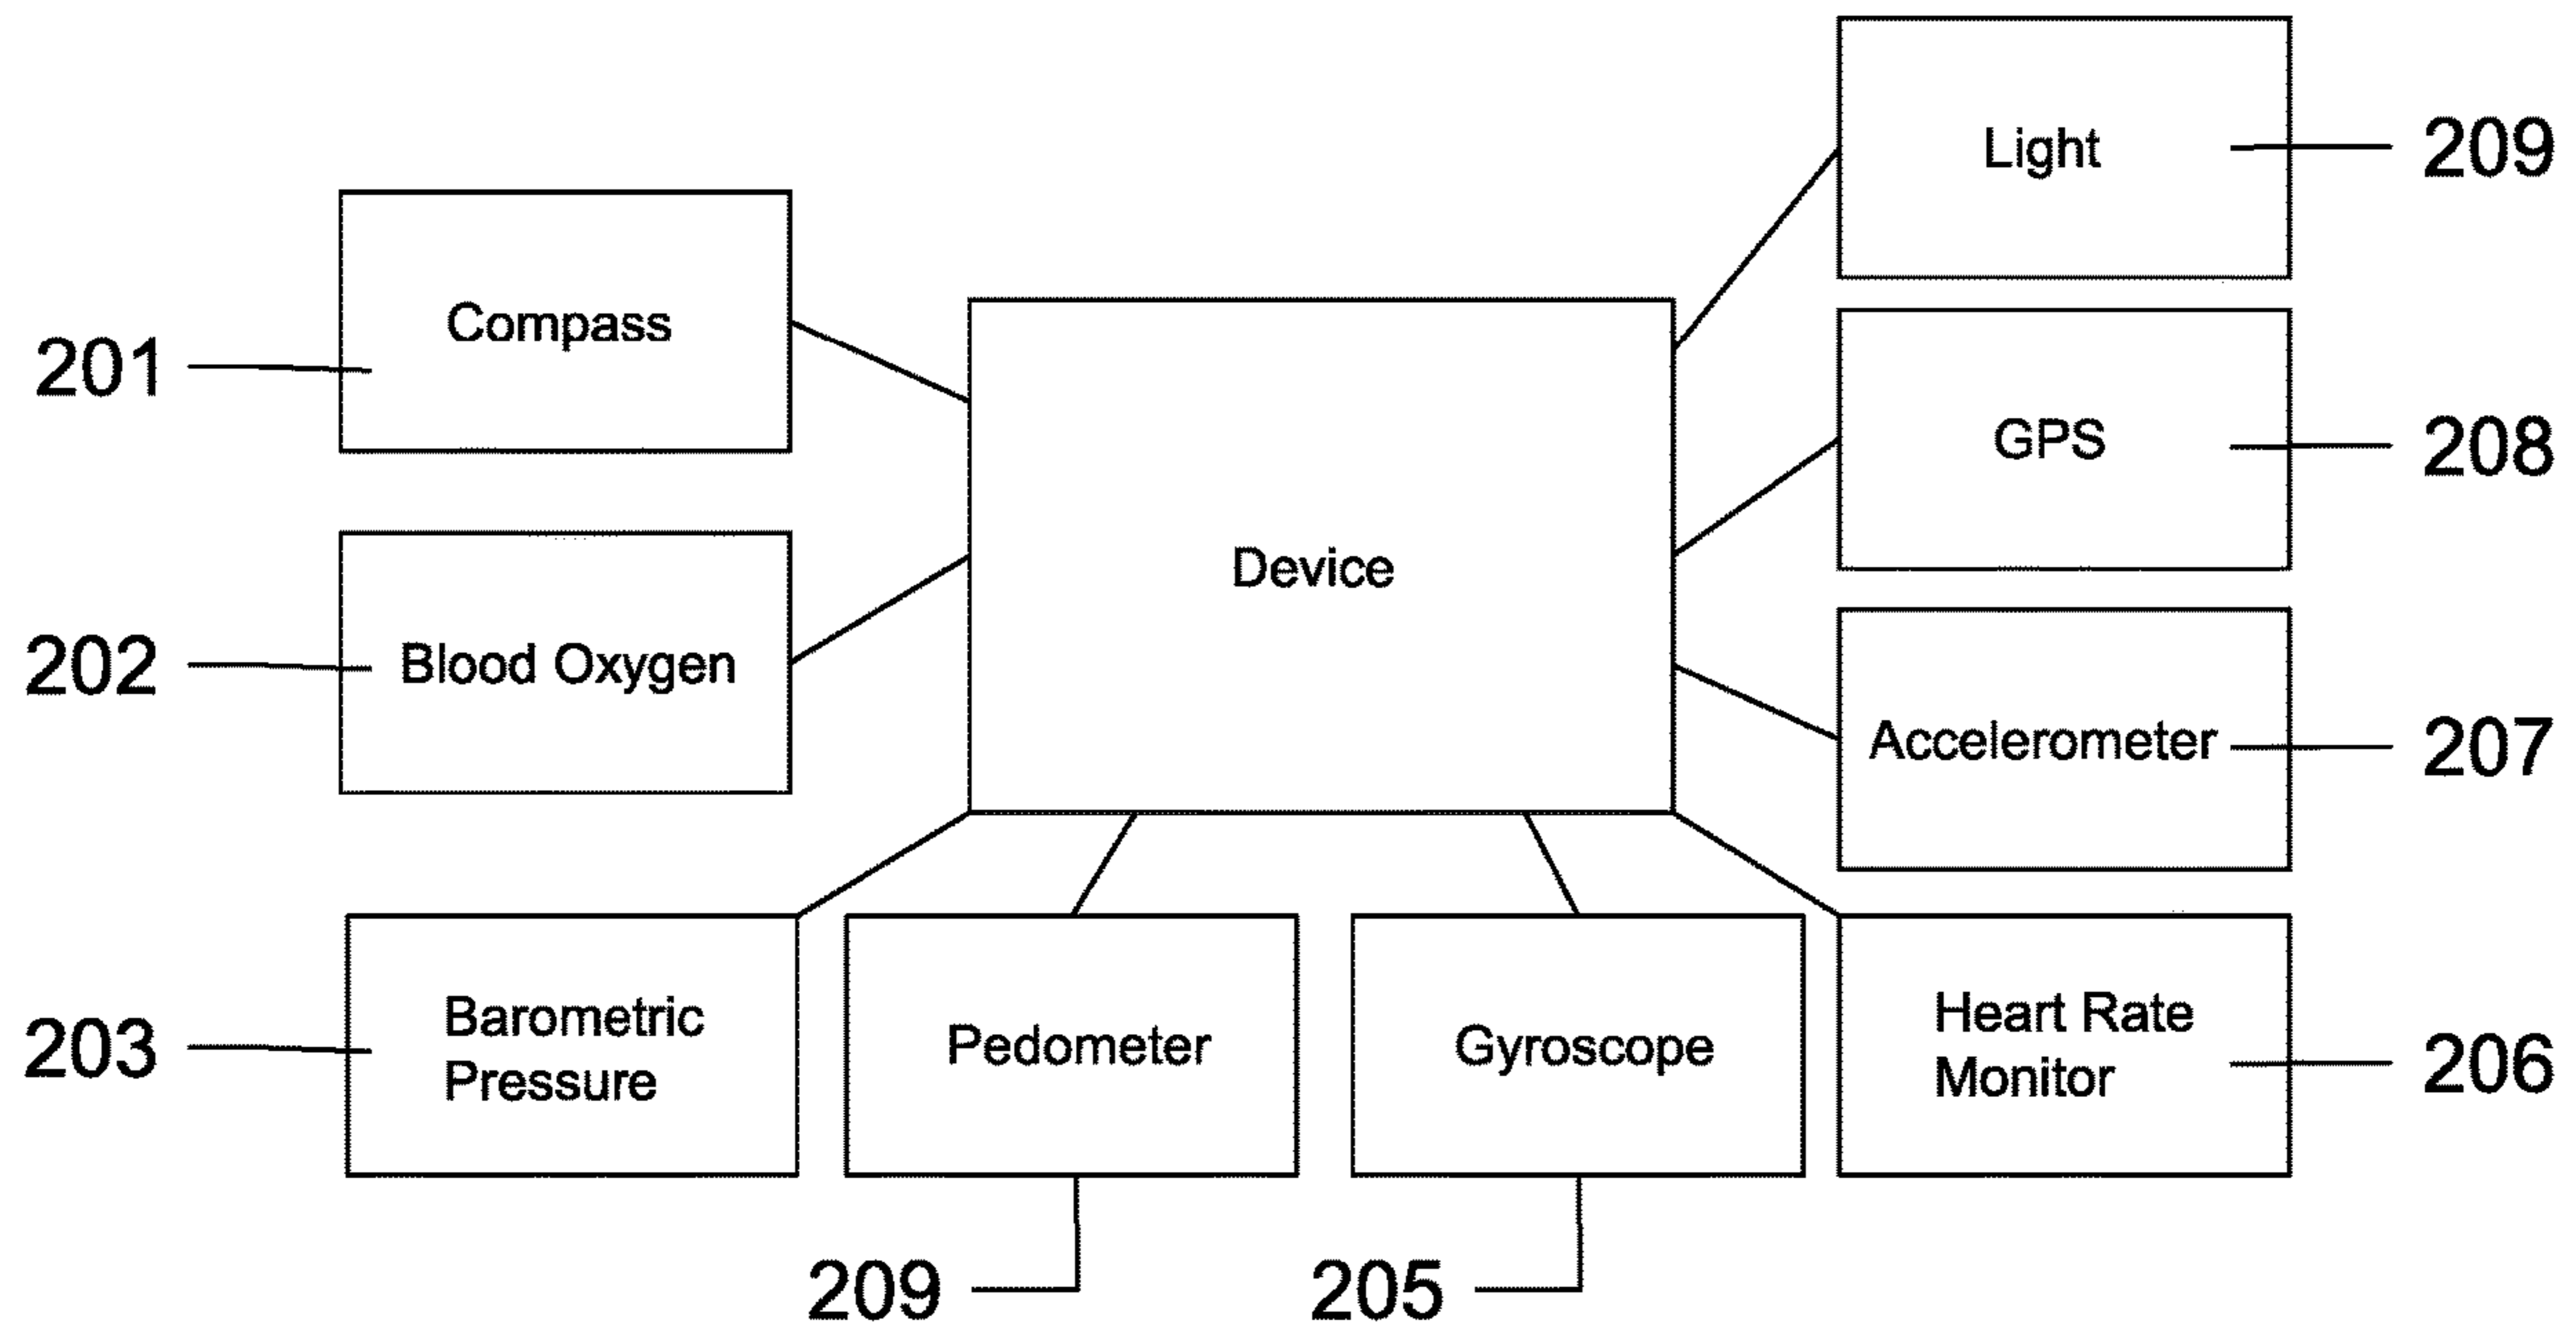 Light
209
Compass
201
GPS
208
Device
Blood Oxygen
202
Accelerometer
207
Barometric
Pressure
203
Pedometer
209
Gyroscope
205
Heart Rate
Monitor
206